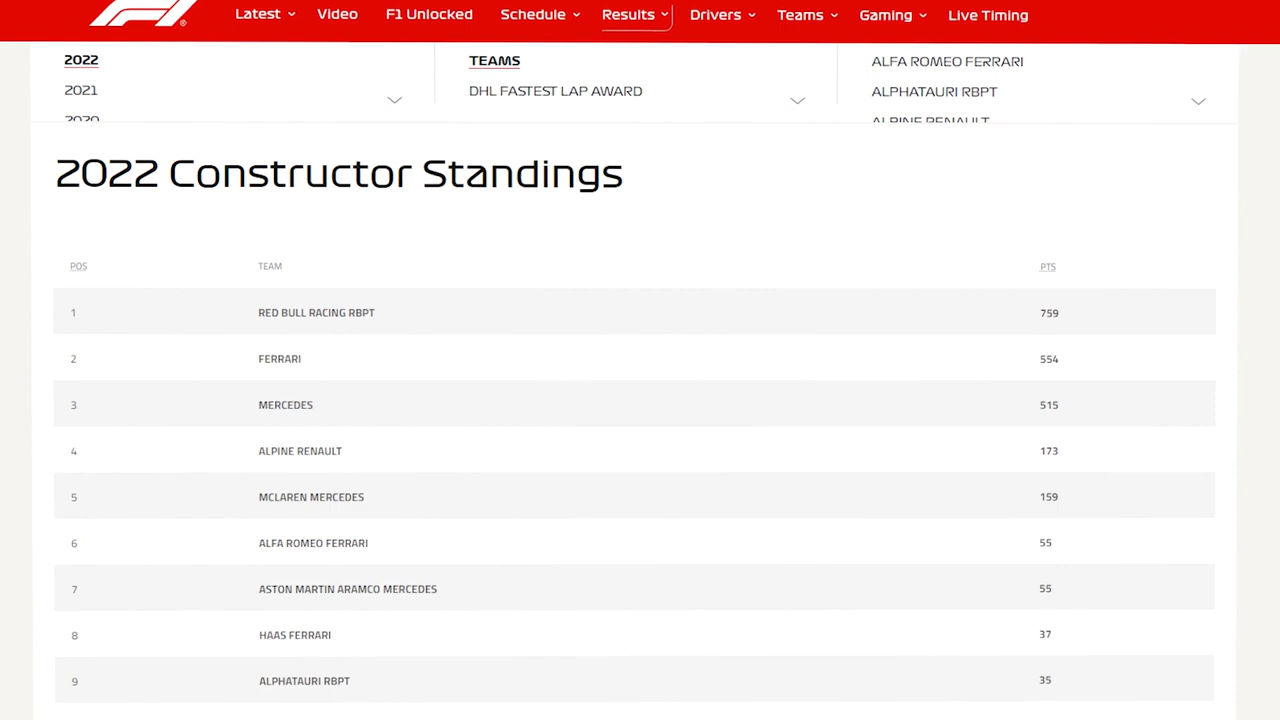 Latest Video F1 Unlocked Schedule Results Drivers Teams Gaming Live Timing
2022 TEAMS ALFA ROMEO FERRARI
2021 DHL FASTEST LAP AWARD ALPHATAURI RBPT
2020 ALPINE RENAULT
2022 Constructor Standings
POS TEAM PTS
1 RED BULL RACING RBPT 759
2 FERRARI 554
3 MERCEDES 515
4 ALPINE RENAULT 173
5 MCLAREN MERCEDES 159
6 ALFA ROMEO FERRARI 55
7 ASTON MARTIN ARAMCO MERCEDES 55
8 HAAS FERRARI 37
9 ALPHATAURI RBPT 35